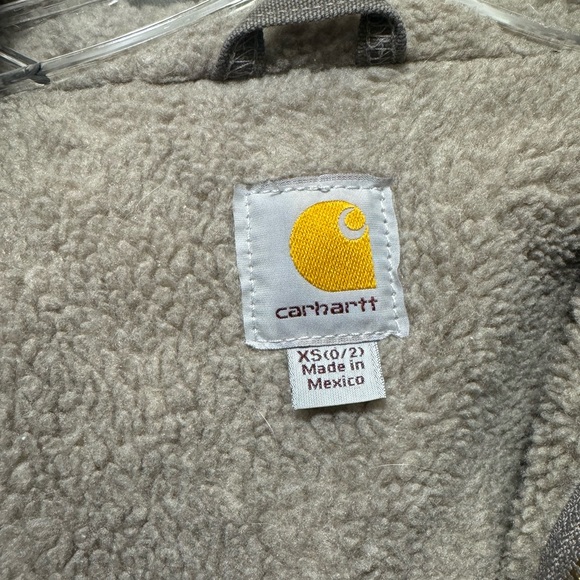 carhartt
XS(0/2)
Made in
Mexico